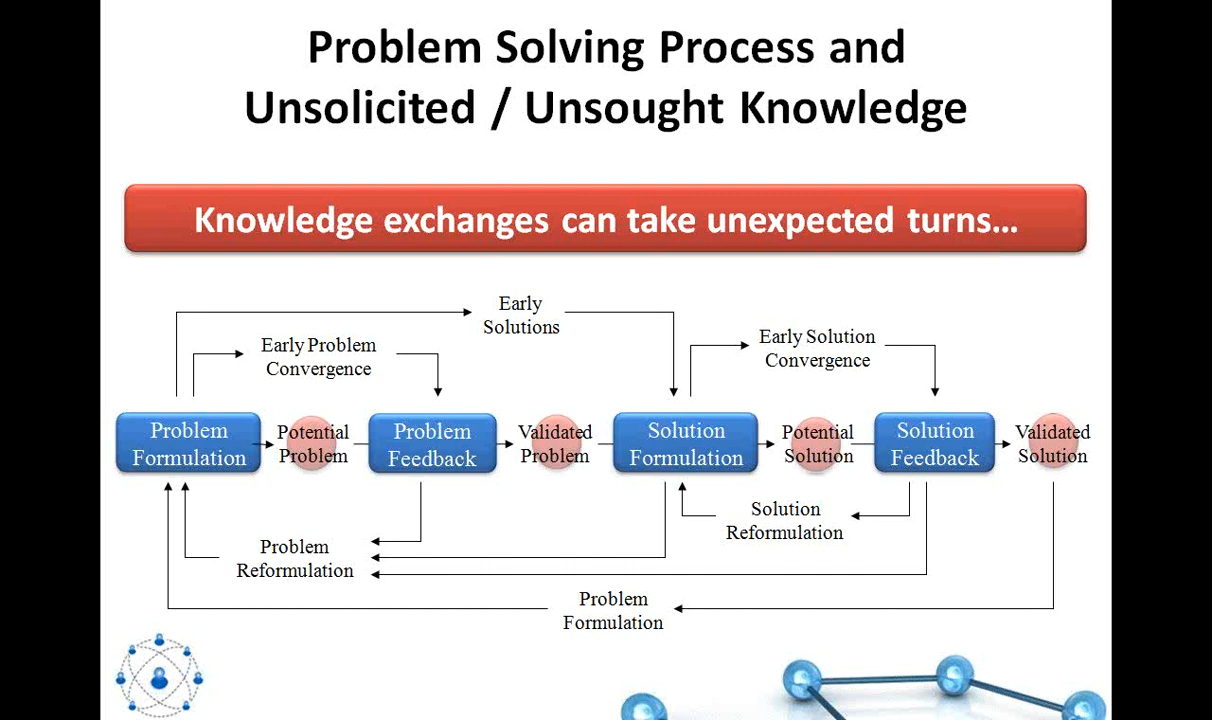 Problem Solving Process and
Unsolicited / Unsought Knowledge
Knowledge exchanges can take unexpected turns...
Early
Solutions
Early Problem
Convergence
Early Solution
Convergence
Problem
Formulation
Potential
Problem
Problem
Feedback
Validated
Problem
Solution
Formulation
Potential
Solution
Solution
Feedback
Validated
Solution
Solution
Reformulation
Problem
Reformulation
Problem
Formulation